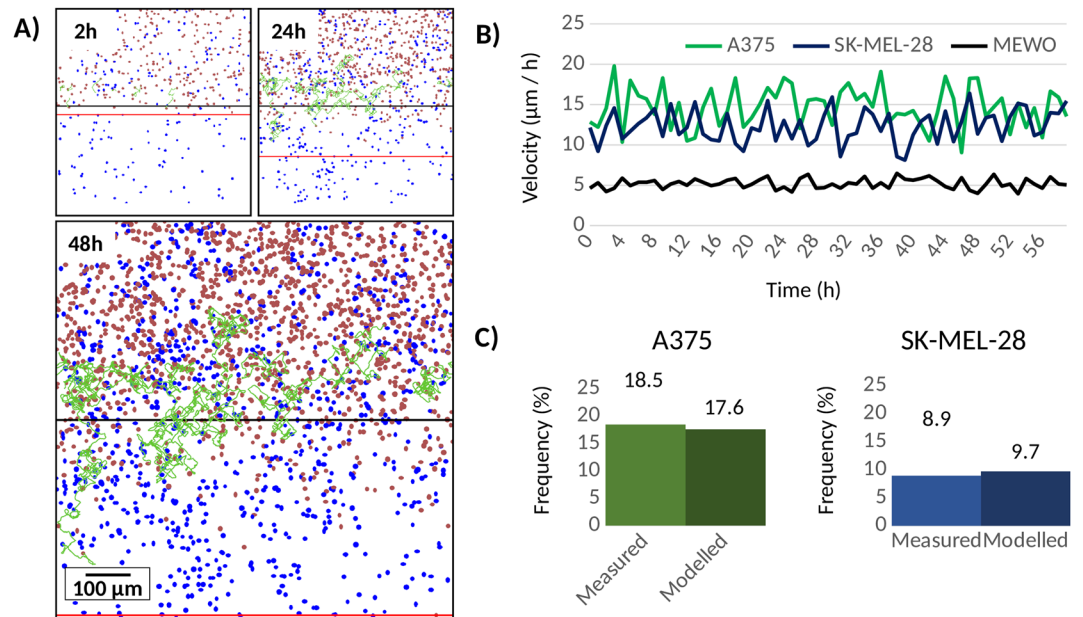 A)
2h
24h
48h
100 µm
B)
A375 SK-MEL-28 MEWO
Velocity (µm / h)
25
20
15
10
5
0
0 4 8 12 16 20 24 28 32 36 40 44 48 52 56
Time (h)
C)
A375
Frequency (%)
25
20
15
10
5
0
18.5
17.6
Measured Modelled
SK-MEL-28
Frequency (%)
25
20
15
10
5
0
8.9
9.7
Measured Modelled